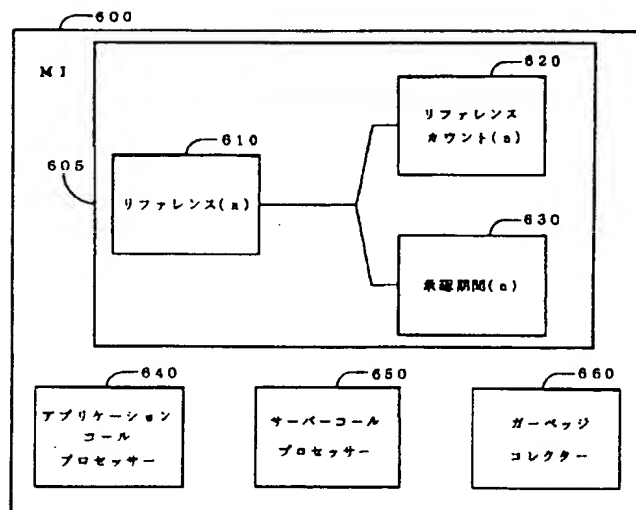 600
MI
605
610
リファレンス(n)
620
リファレンス
カウント(n)
630
承諾期間(n)
640
アプリケーション
コール
プロセッサー
650
サーバーコール
プロセッサー
660
ガーベッジ
コレクター